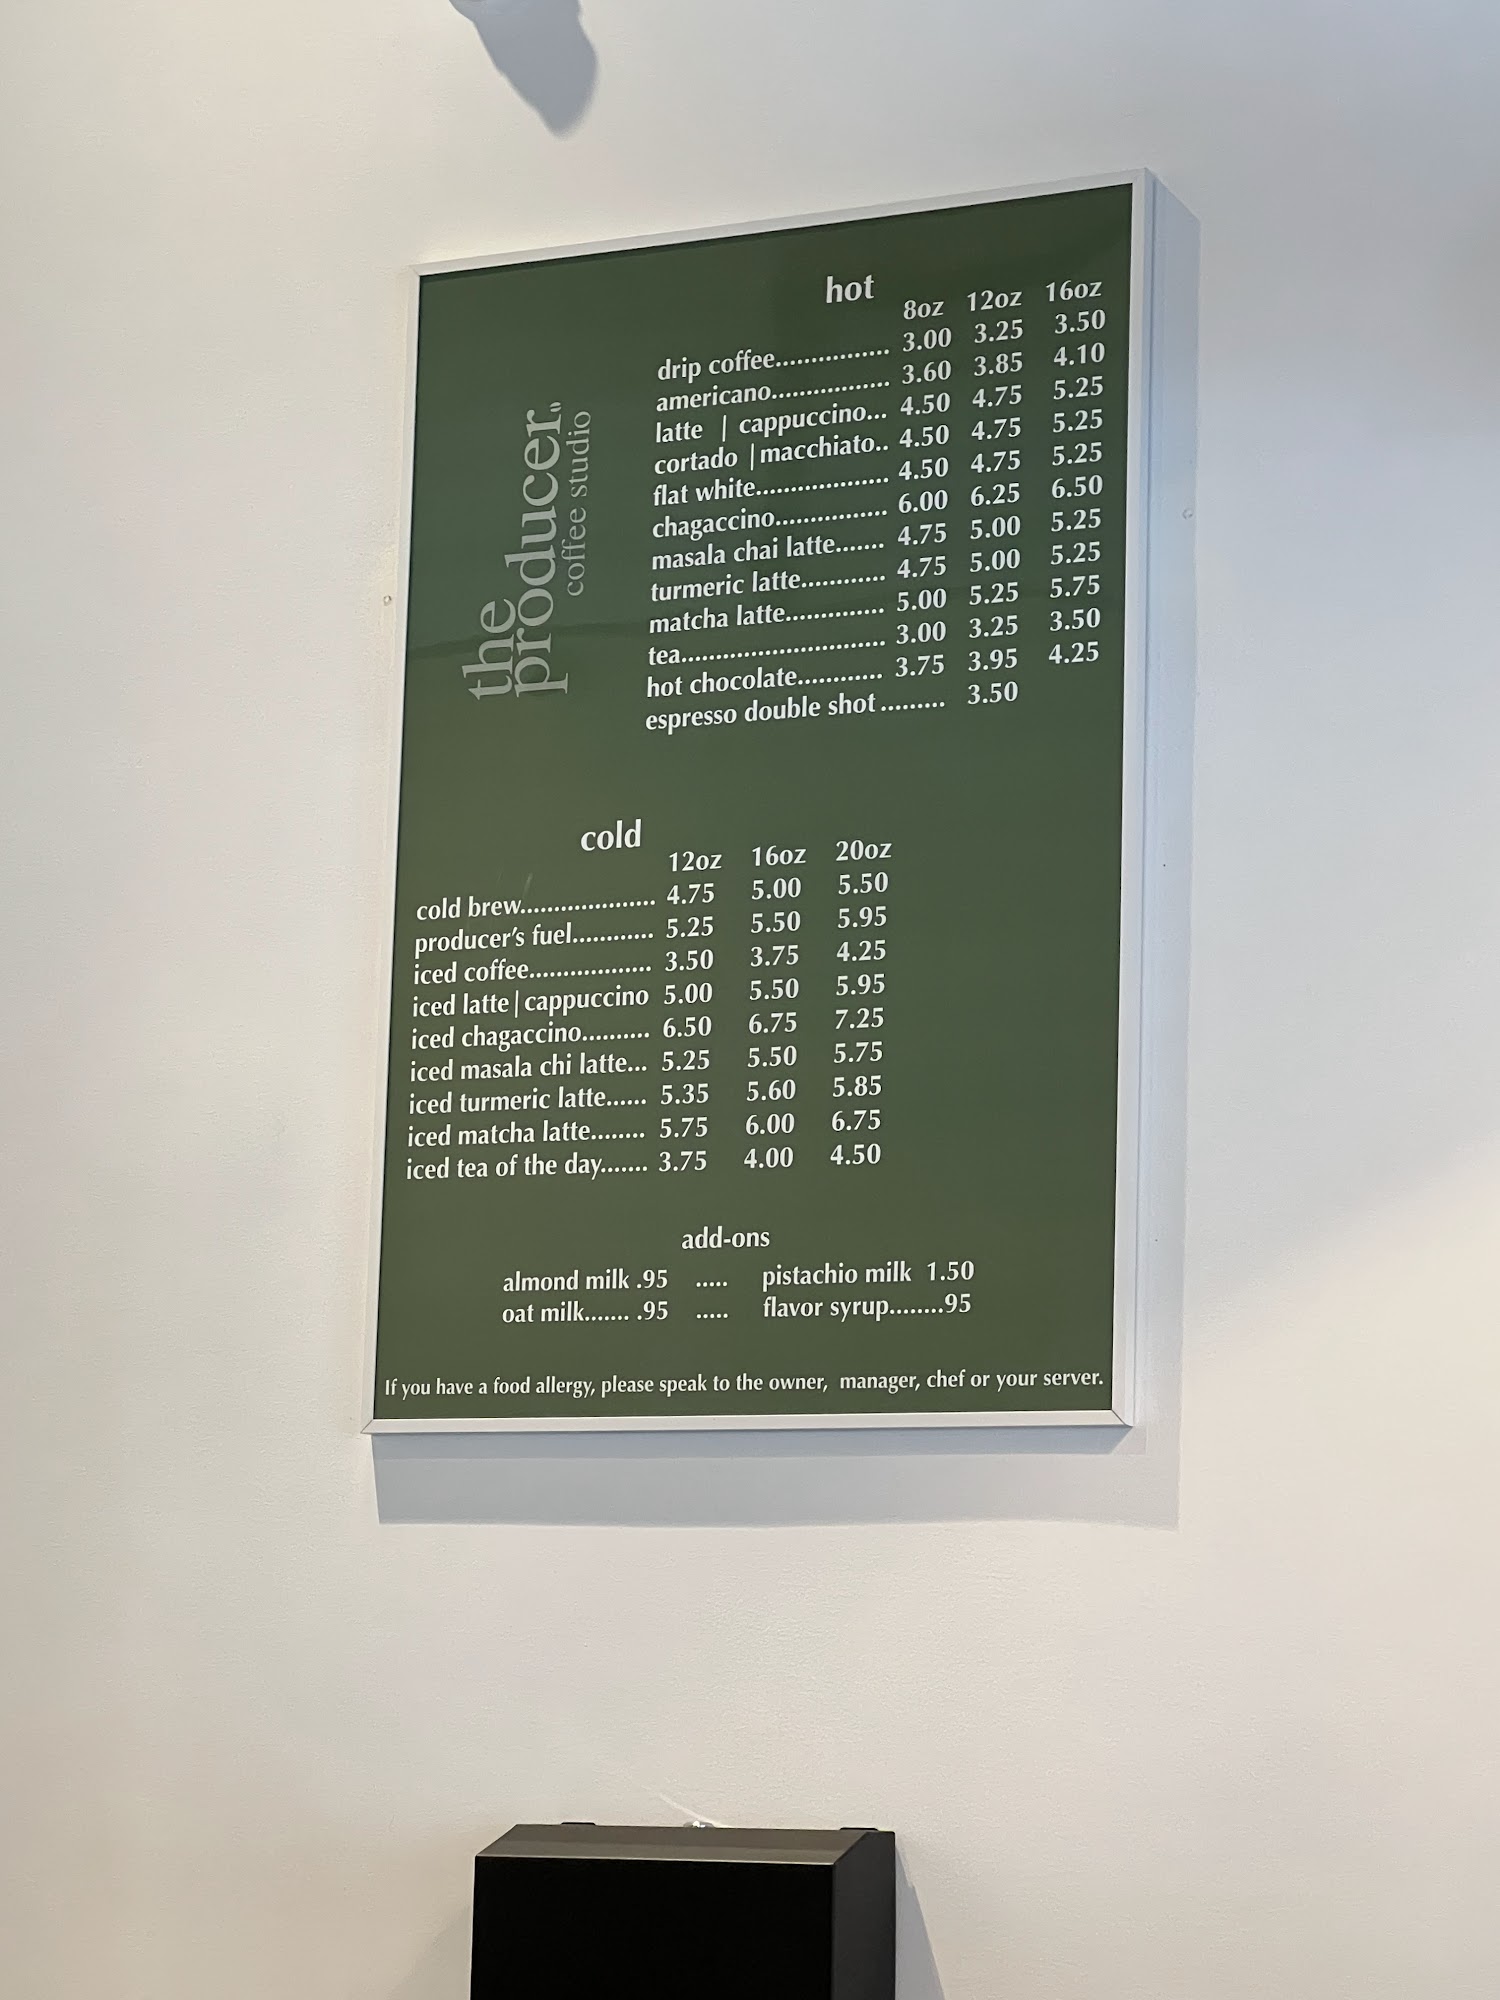 the
producer
coffee studio
hot
8oz 12oz 16oz
drip coffee................ 3.00 3.25 3.50
americano................. 3.60 3.85 4.10
latte | cappuccino... 4.50 4.75 5.25
cortado |macchiato.. 4.50 4.75 5.25
flat white................... 4.50 4.75 5.25
chagaccino................ 6.00 6.25 6.50
masala chai latte....... 4.75 5.00 5.25
turmeric latte............ 4.75 5.00 5.25
matcha latte.............. 5.00 5.25 5.75
tea............................. 3.00 3.25 3.50
hot chocolate............ 3.75 3.95 4.25
espresso double shot ......... 3.50
cold
12oz 16oz 20oz
cold brew.................... 4.75 5.00 5.50
producer's fuel............ 5.25 5.50 5.95
iced coffee.................. 3.50 3.75 4.25
iced latte|cappuccino 5.00 5.50 5.95
iced chagaccino.......... 6.50 6.75 7.25
iced masala chi latte... 5.25 5.50 5.75
iced turmeric latte...... 5.35 5.60 5.85
iced matcha latte........ 5.75 6.00 6.75
iced tea of the day....... 3.75 4.00 4.50
add-ons
almond milk .95 ..... pistachio milk 1.50
oat milk....... .95 ..... flavor syrup........95
If you have a food allergy, please speak to the owner, manager, chef or your server.